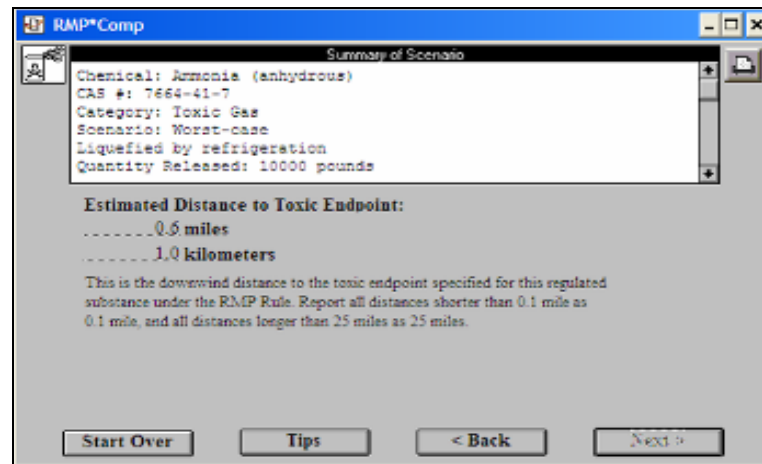 RMP*Comp
Summary of Scenario
Chemical: Ammonia (anhydrous)
CAS #: 7664-41-7
Category: Toxic Gas
Scenario: Worst-case
Liquefied by refrigeration
Quantity Released: 10000 pounds
Estimated Distance to Toxic Endpoint:
0.6 miles
1.0 kilometers
This is the downwind distance to the toxic endpoint specified for this regulated
substance under the RMP Rule. Report all distances shorter than 0.1 mile as
0.1 mile, and all distances longer than 25 miles as 25 miles.
Start Over
Tips
< Back
Next >